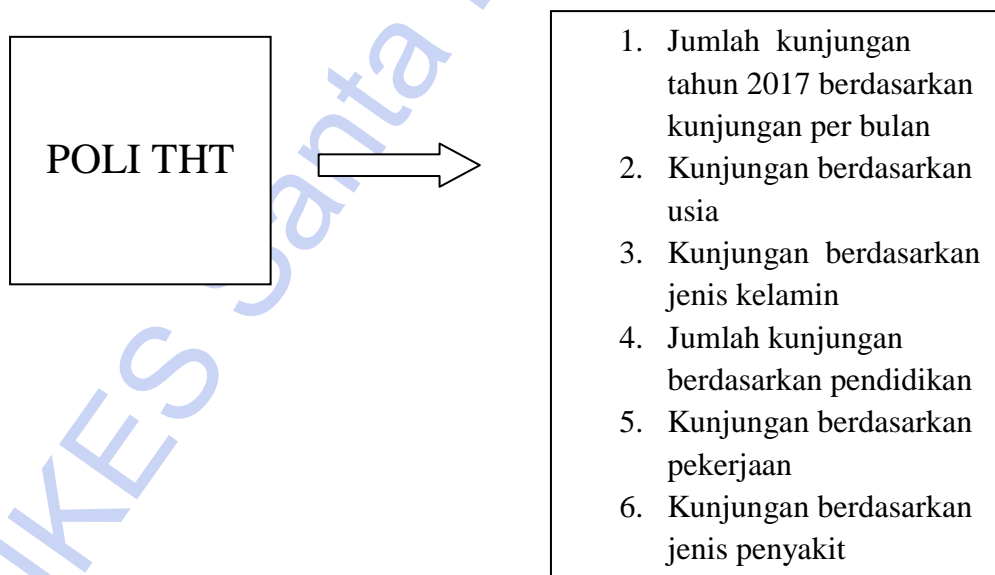 POLI THT
1. Jumlah kunjungan
tahun 2017 berdasarkan
kunjungan per bulan
2. Kunjungan berdasarkan
usia
3. Kunjungan berdasarkan
jenis kelamin
4. Jumlah kunjungan
berdasarkan pendidikan
5. Kunjungan berdasarkan
pekerjaan
6. Kunjungan berdasarkan
jenis penyakit
Santa